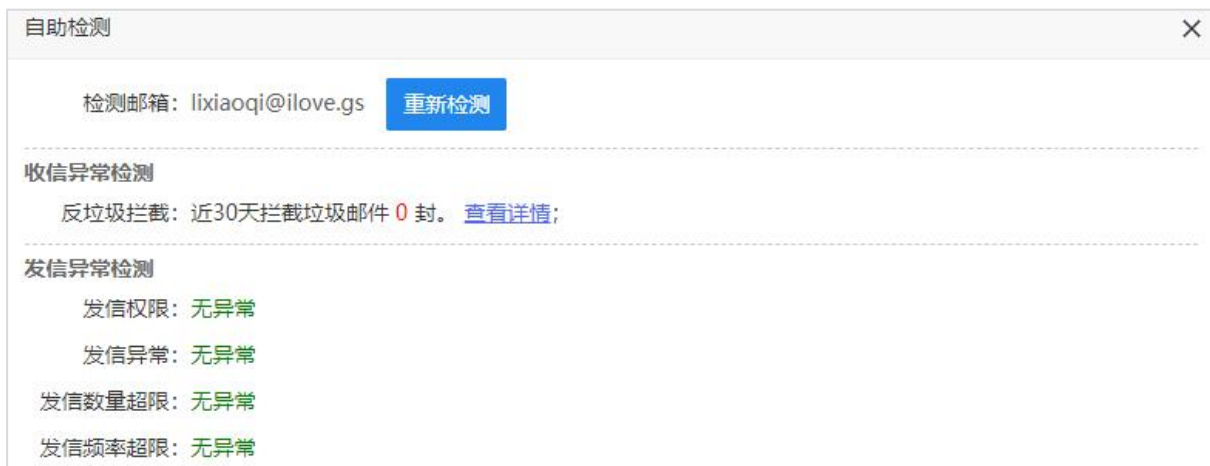 自助检测
检测邮箱：lixiaoqi@ilove.gs 重新检测
收信异常检测
反垃圾拦截：近30天拦截垃圾邮件 0 封。 查看详情;
发信异常检测
发信权限：无异常
发信异常：无异常
发信数量超限：无异常
发信频率超限：无异常